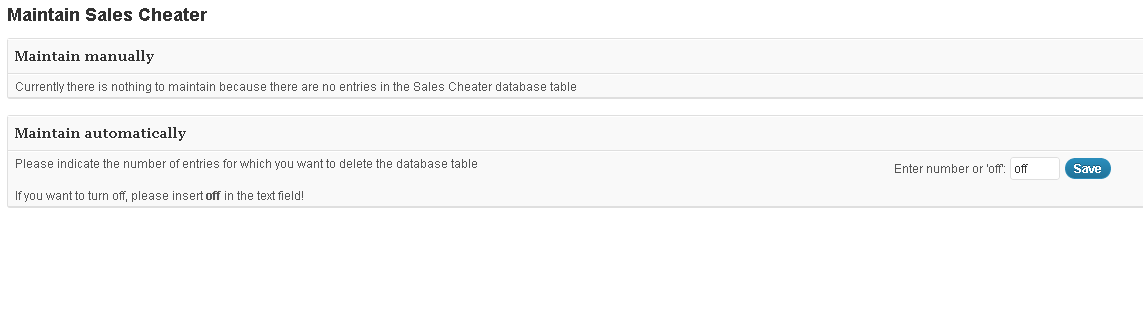 Maintain Sales Cheater
Maintain manually
Currently there is nothing to maintain because there are no entries in the Sales Cheater database table
Maintain automatically
Please indicate the number of entries for which you want to delete the database table
Enter number or 'off': off Save
If you want to turn off, please insert off in the text field!